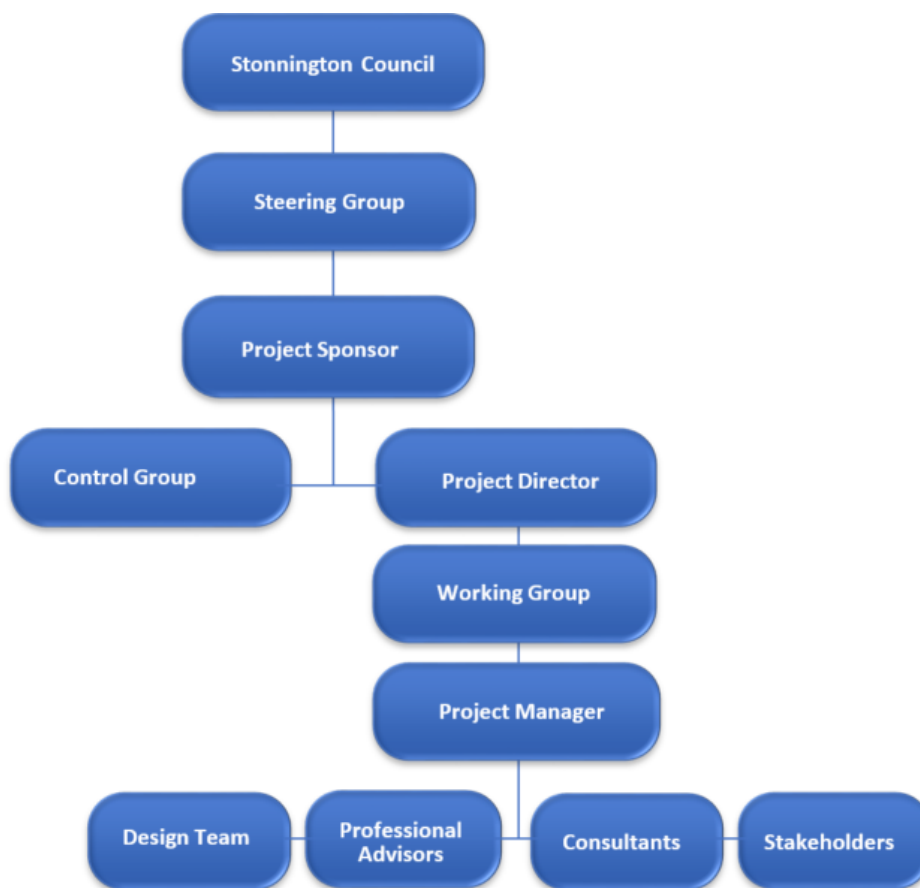 Stonnington Council
Steering Group
Project Sponsor
Control Group
Project Director
Working Group
Project Manager
Design Team
Professional
Advisors
Consultants
Stakeholders